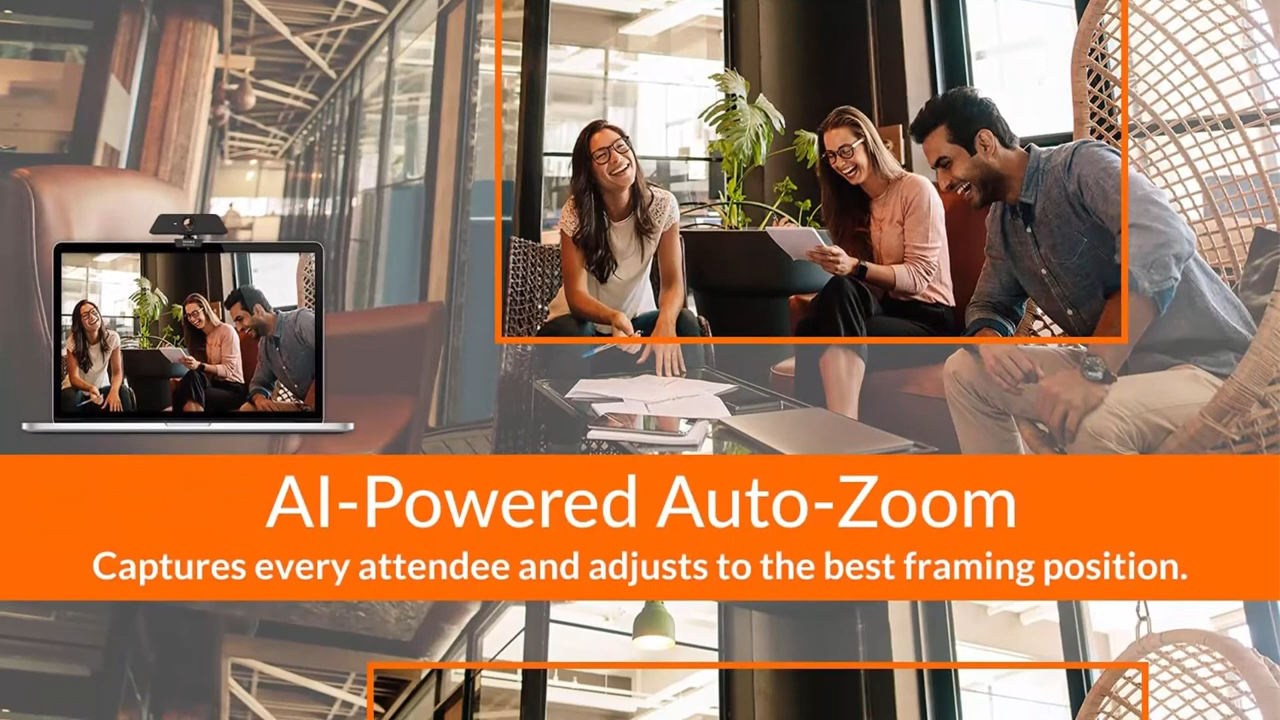 AI-Powered Auto-Zoom
Captures every attendee and adjusts to the best framing position.